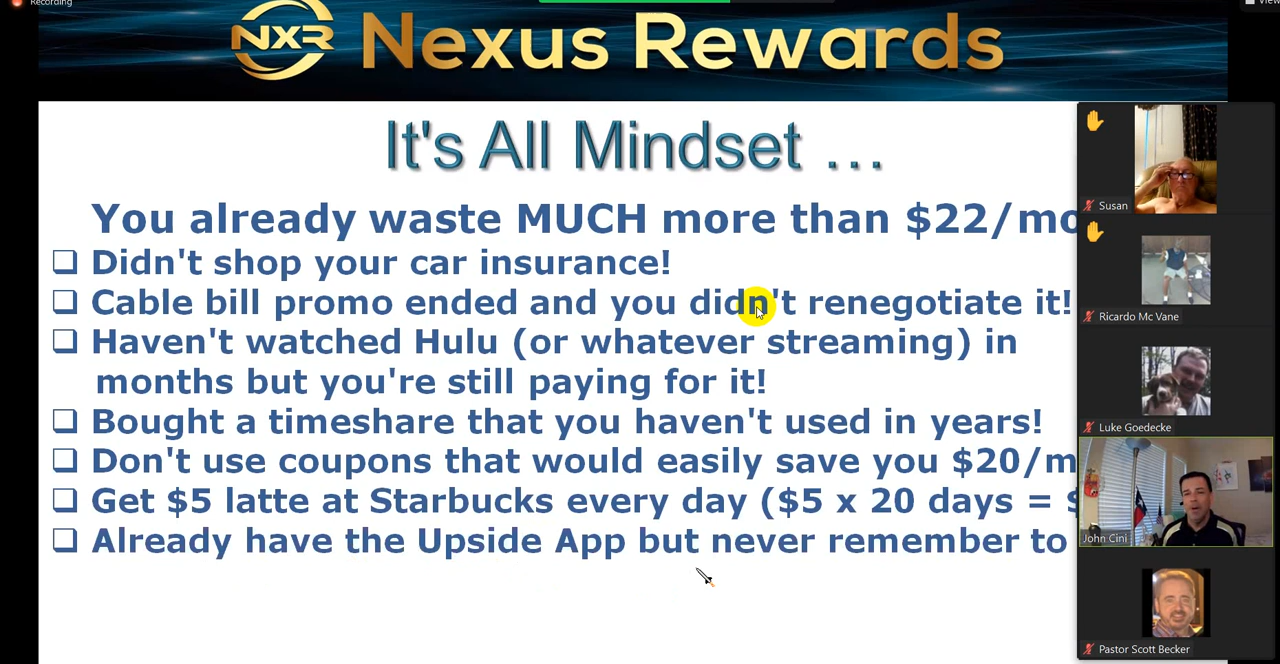 Recording
View
NXR Nexus Rewards
It's All Mindset ...
You already waste MUCH more than $22/mo
❑ Didn't shop your car insurance!
❑ Cable bill promo ended and you didn't renegotiate it!
❑ Haven't watched Hulu (or whatever streaming) in
months but you're still paying for it!
❑ Bought a timeshare that you haven't used in years!
❑ Don't use coupons that would easily save you $20/m
❑ Get $5 latte at Starbucks every day ($5 x 20 days = $
❑ Already have the Upside App but never remember to
Susan
Ricardo Mc Vane
Luke Goedecke
John Cini
Pastor Scott Becker